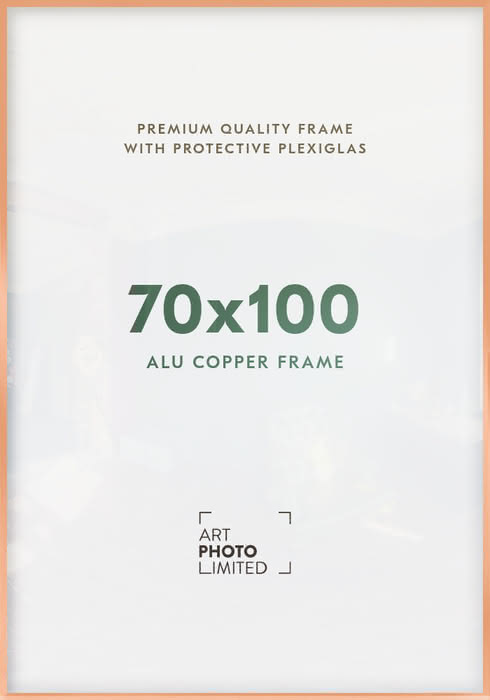 PREMIUM QUALITY FRAME
WITH PROTECTIVE PLEXIGLAS
70x100
ALU COPPER FRAME
ART
PHOTO
LIMITED